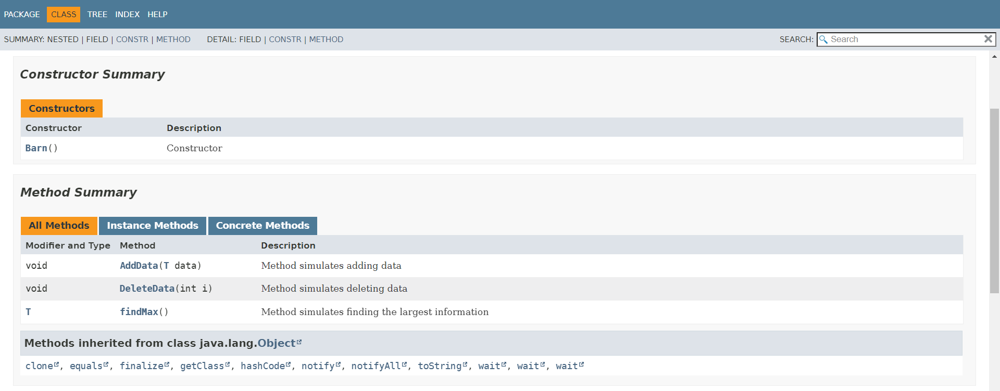 PACKAGE CLASS TREE INDEX HELP
SUMMARY: NESTED | FIELD | CONSTR | METHOD DETAIL: FIELD | CONSTR | METHOD SEARCH: Search
Constructor Summary
Constructors
Constructor Description
Barn() Constructor
Method Summary
All Methods Instance Methods Concrete Methods
Modifier and Type Method Description
void AddData(T data) Method simulates adding data
void DeleteData(int i) Method simulates deleting data
T findMax() Method simulates finding the largest information
Methods inherited from class java.lang.Object
clone, equals, finalize, getClass, hashCode, notify, notifyAll, toString, wait, wait, wait